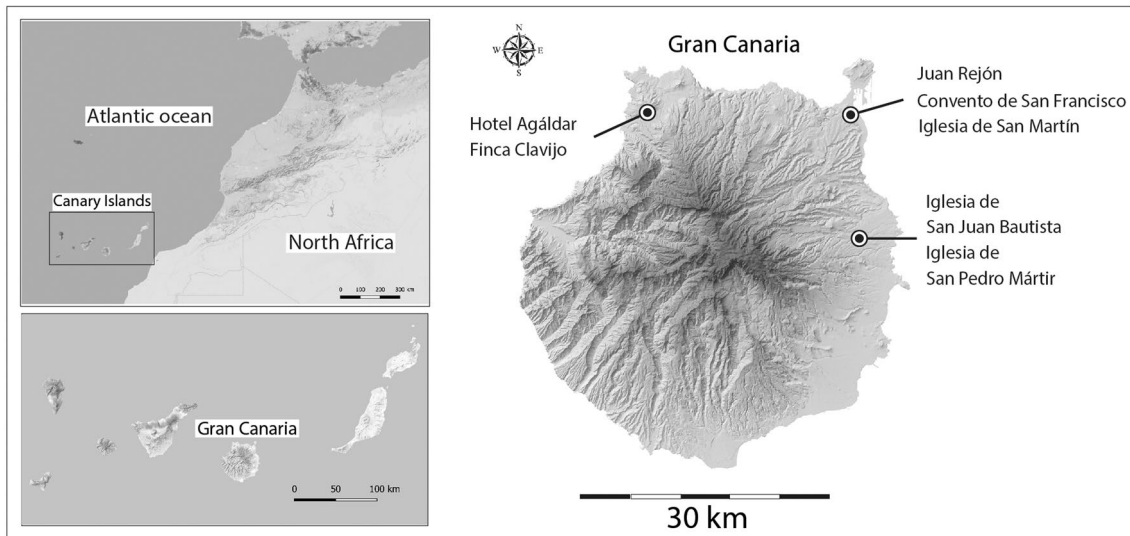 Atlantic ocean
Canary Islands
North Africa
0 100 200 300 km
Gran Canaria
0 50 100 km
N
W E
S
Gran Canaria
Hotel Agáldar
Finca Clavijo
Juan Rejón
Convento de San Francisco
Iglesia de San Martín
Iglesia de
San Juan Bautista
Iglesia de
San Pedro Mártir
30 km